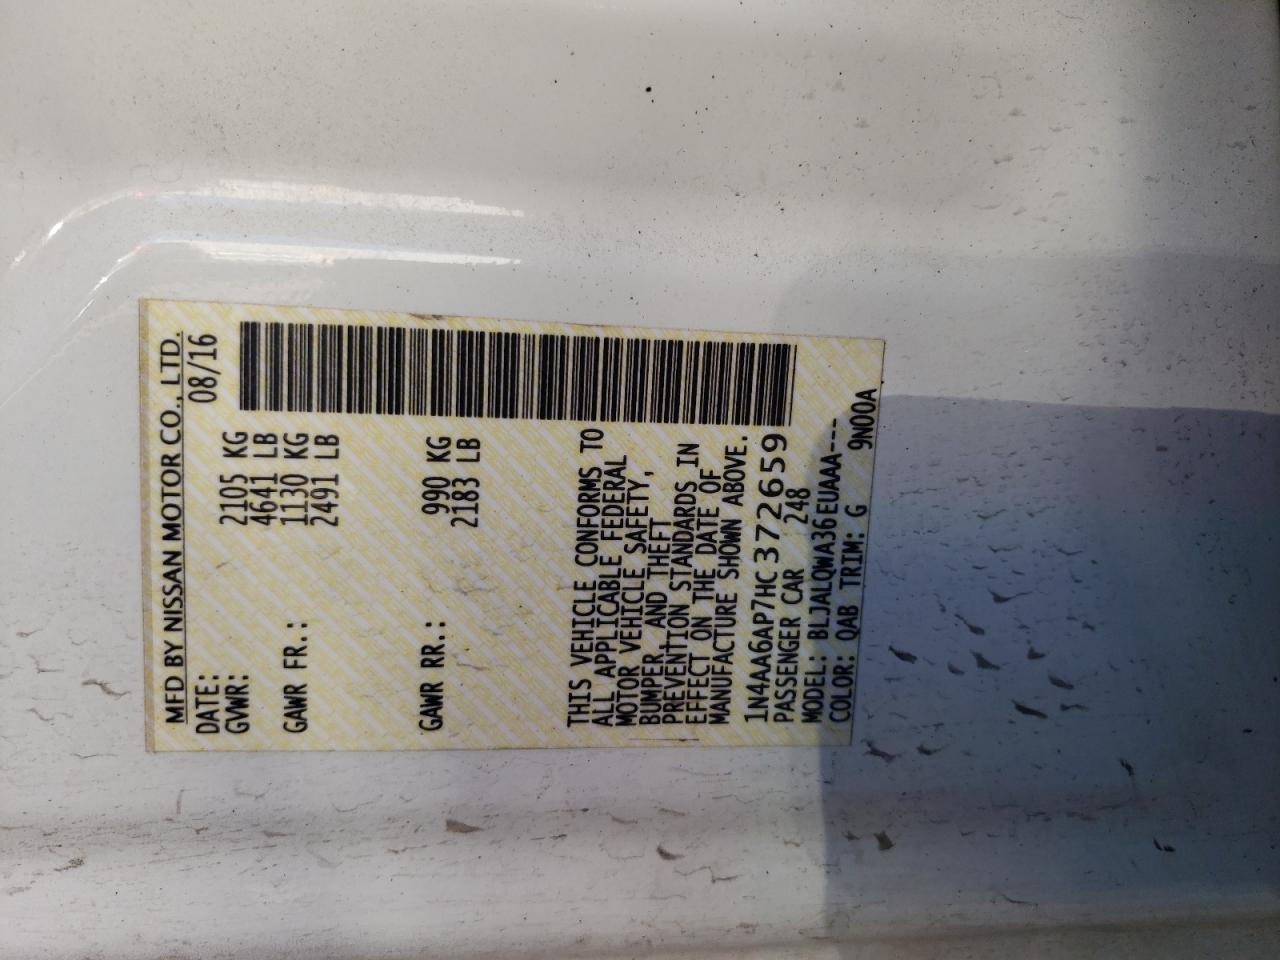 MFD BY NISSAN MOTOR CO., LTD.
DATE: 08/16
GVWR: 2105 KG
4641 LB
GAWR FR.: 1130 KG
2491 LB
GAWR RR.: 990 KG
2183 LB
THIS VEHICLE CONFORMS TO
ALL APPLICABLE FEDERAL
MOTOR VEHICLE SAFETY,
BUMPER, AND THEFT
PREVENTION STANDARDS IN
EFFECT ON THE DATE OF
MANUFACTURE SHOWN ABOVE.
1N4AA6AP7HC372659
PASSENGER CAR 248
MODEL: BLJALQWA36EUAAA---
COLOR: QAB TRIM: G 9N00A